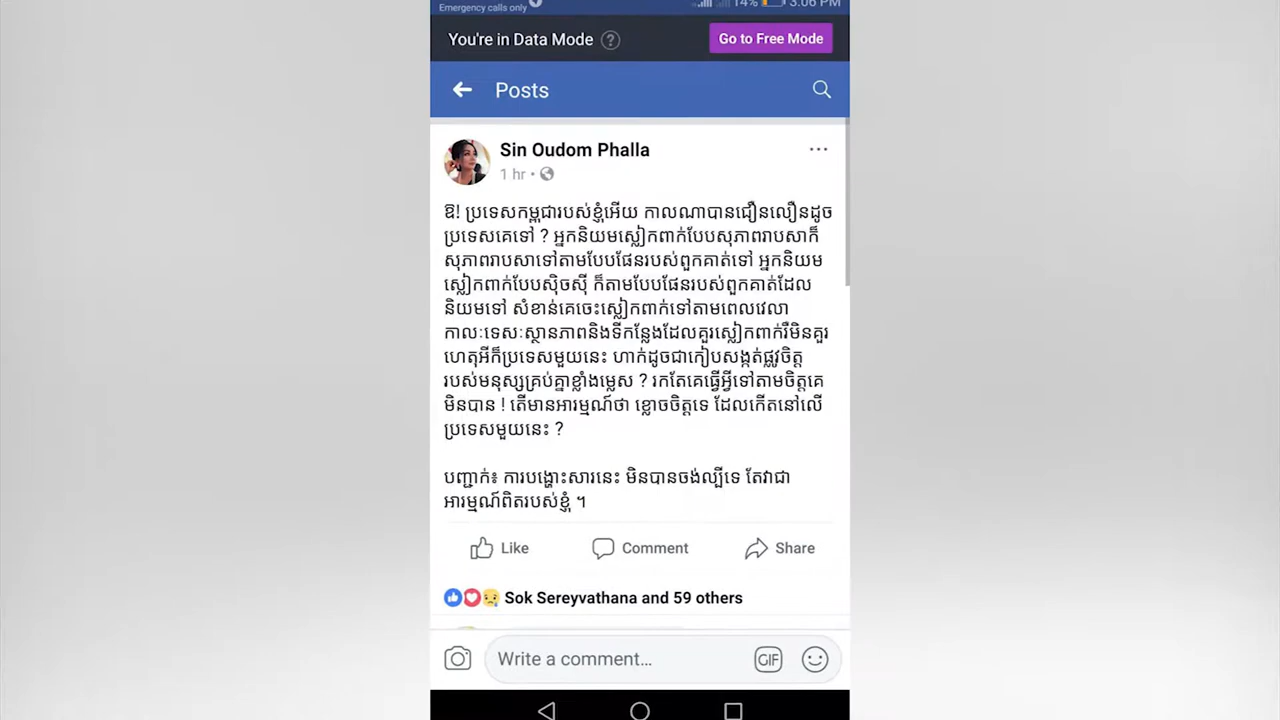 Emergency calls only
14% 3:06 PM
You're in Data Mode ?
Go to Free Mode
Posts
Sin Oudom Phalla
1 hr •
ឱ! ប្រទេសកម្ពុជារបស់ខ្ញុំអើយ កាលណាបានជឿនលឿនដូច
ប្រទេសគេទៅ ? អ្នកនិយមស្លៀកពាក់បែបសុភាពរាបសាក៏
សុភាពរាបសាទៅតាមបែបផែនរបស់ពួកគាត់ទៅ អ្នកនិយម
ស្លៀកពាក់បែបស៊ិចស៊ី ក៏តាមបែបផែនរបស់ពួកគាត់ដែល
និយមទៅ សំខាន់គេចេះស្លៀកពាក់ទៅតាមពេលវេលា
កាលៈទេសៈស្ថានភាពនិងទីកន្លែងដែលគួរស្លៀកពាក់រឺមិនគួរ
ហេតុអីក៏ប្រទេសមួយនេះ ហាក់ដូចជាកៀបសង្កត់ផ្លូវចិត្ត
របស់មនុស្សគ្រប់គ្នាខ្លាំងម្លេស ? រកតែគេធ្វើអ្វីទៅតាមចិត្តគេ
មិនបាន ! តើមានអារម្មណ៍ថា ខ្លោចចិត្តទេ ដែលកើតនៅលើ
ប្រទេសមួយនេះ ?
បញ្ជាក់៖ ការបង្ហោះសារនេះ មិនបានចង់ល្បីទេ តែវាជា
អារម្មណ៍ពិតរបស់ខ្ញុំ ។
Like
Comment
Share
Sok Sereyvathana and 59 others
Write a comment...
GIF